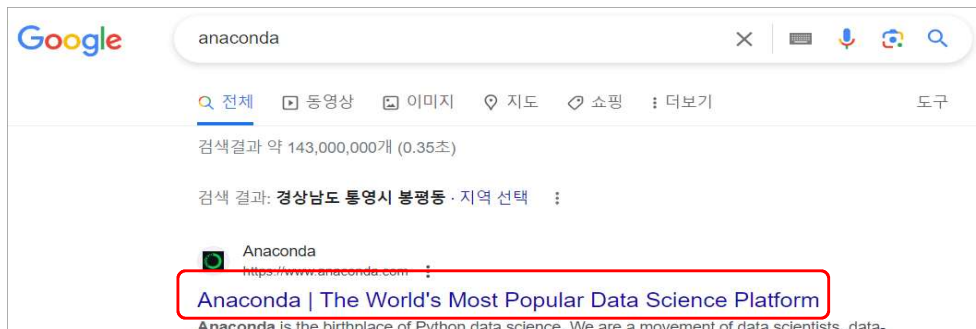 Google
anaconda
전체 동영상 이미지 지도 쇼핑 더보기 도구
검색결과 약 143,000,000개 (0.35초)
검색 결과: 경상남도 통영시 봉평동 · 지역 선택
Anaconda
https://www.anaconda.com
Anaconda | The World's Most Popular Data Science Platform
Anaconda is the birthplace of Python data science. We are a movement of data scientists, data-